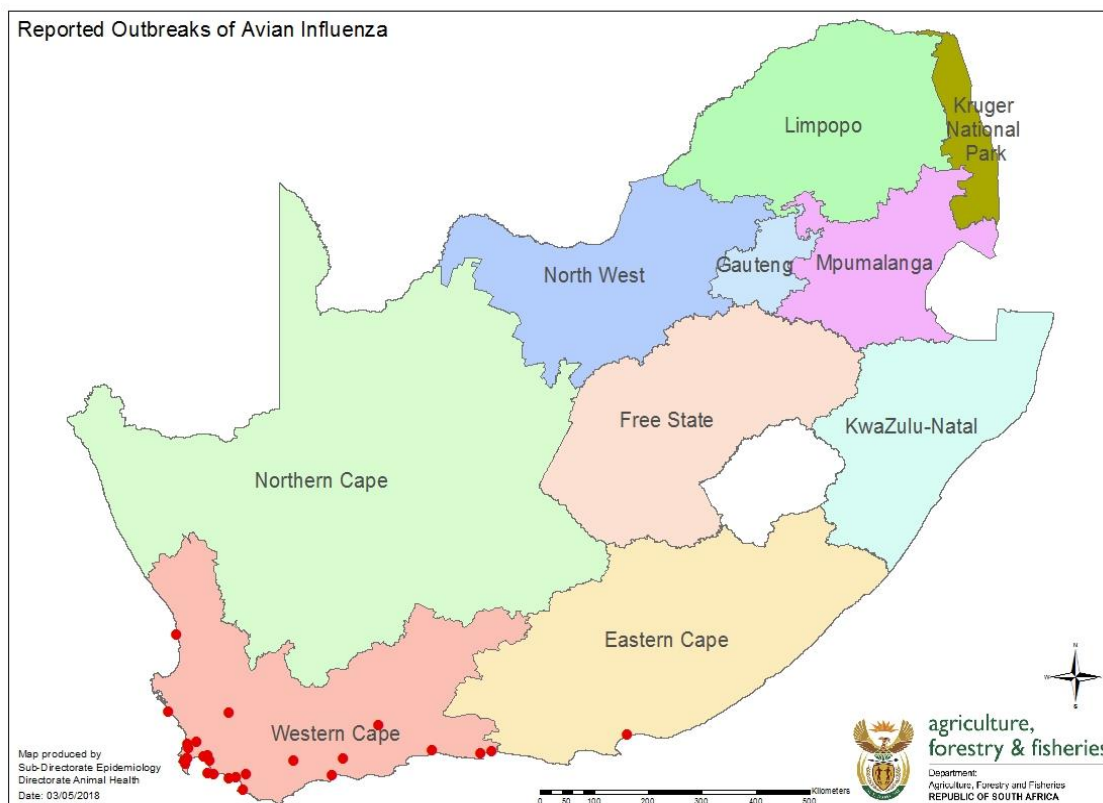 Reported Outbreaks of Avian Influenza
Limpopo
Kruger
National
Park
North West
Gauteng
Mpumalanga
Free State
KwaZulu-Natal
Northern Cape
Eastern Cape
Western Cape
N
W
E
S
Map produced by
Sub-Directorate Epidemiology
Directorate Animal Health
Date: 03/05/2018
Kilometers
0 50 100 200 300 400 500
agriculture,
forestry & fisheries
Department:
Agriculture, Forestry and Fisheries
REPUBLIC OF SOUTH AFRICA